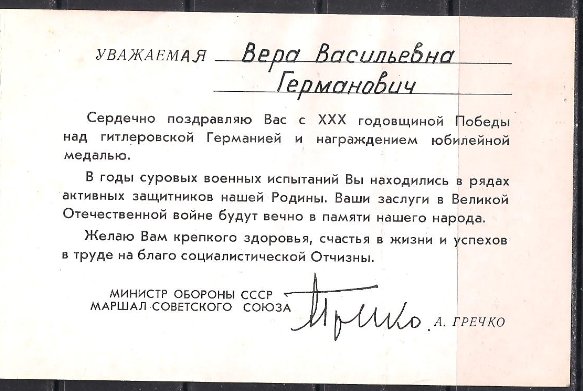 УВАЖАЕМАЯ Вера Васильевна
Германович
Сердечно поздравляю Вас с XXX годовщиной Победы
над гитлеровской Германией и награждением юбилейной
медалью.
В годы суровых военных испытаний Вы находились в рядах
активных защитников нашей Родины. Ваши заслуги в Великой
Отечественной войне будут вечно в памяти нашего народа.
Желаю Вам крепкого здоровья, счастья в жизни и успехов
в труде на благо социалистической Отчизны.
МИНИСТР ОБОРОНЫ СССР
МАРШАЛ СОВЕТСКОГО СОЮЗА Гречко А. ГРЕЧКО